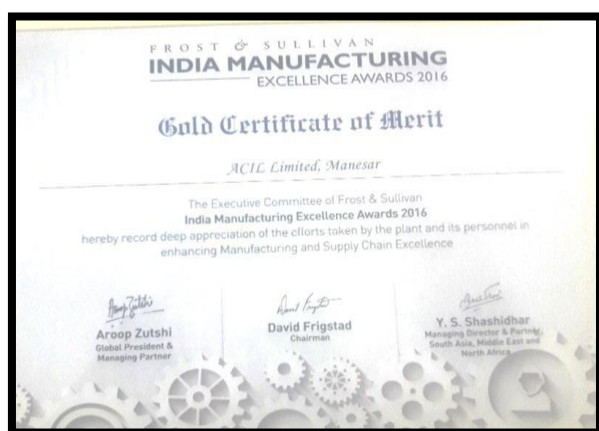 FROST & SULLIVAN
INDIA MANUFACTURING
EXCELLENCE AWARDS 2016
Gold Certificate of Merit
ACIL Limited, Manesar
The Executive Committee of Frost & Sullivan
India Manufacturing Excellence Awards 2016
hereby record deep appreciation of the efforts taken by the plant and its personnel in
enhancing Manufacturing and Supply Chain Excellence
Aroop Zutshi
David Frigstad
Y. S. Shashidhar
Global President &
Managing Partner
Chairman
Managing Director & Partner,
South Asia, Middle East and
North Africa